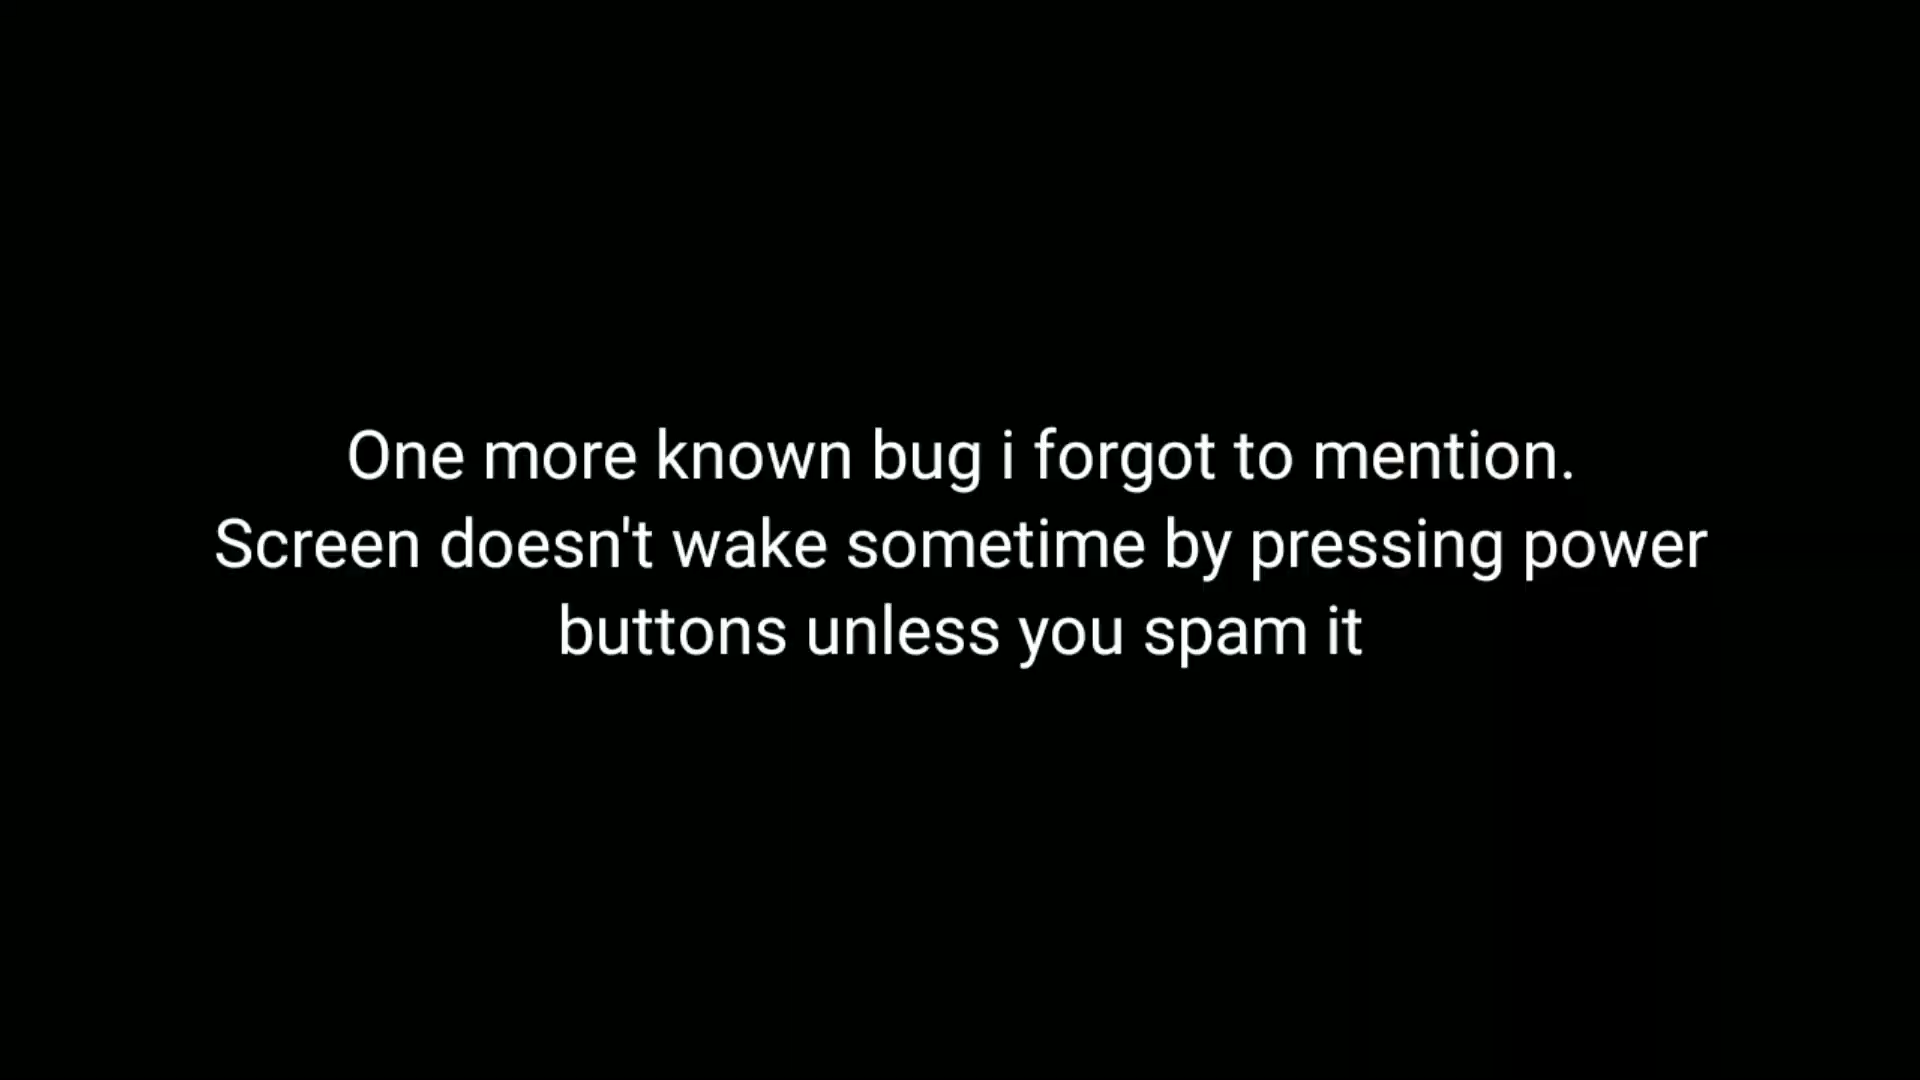 One more known bug i forgot to mention.
Screen doesn't wake sometime by pressing power
buttons unless you spam it